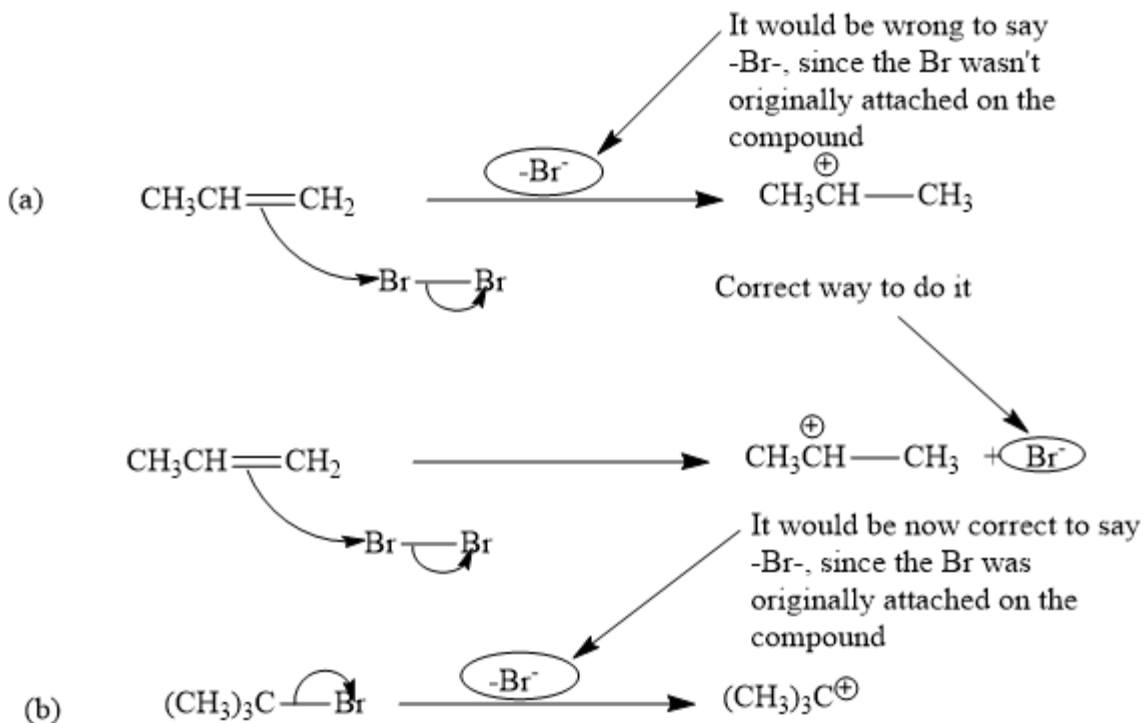 It would be wrong to say
-Br-, since the Br wasn't
originally attached on the
compound
(a)
CH₃CH=CH₂
-Br⁻
CH₃CH—CH₃
⊕
Br—Br
Correct way to do it
CH₃CH=CH₂
CH₃CH—CH₃ + Br⁻
⊕
Br—Br
It would be now correct to say
-Br-, since the Br was
originally attached on the
compound
(b)
(CH₃)₃C—Br
-Br⁻
(CH₃)₃C⊕